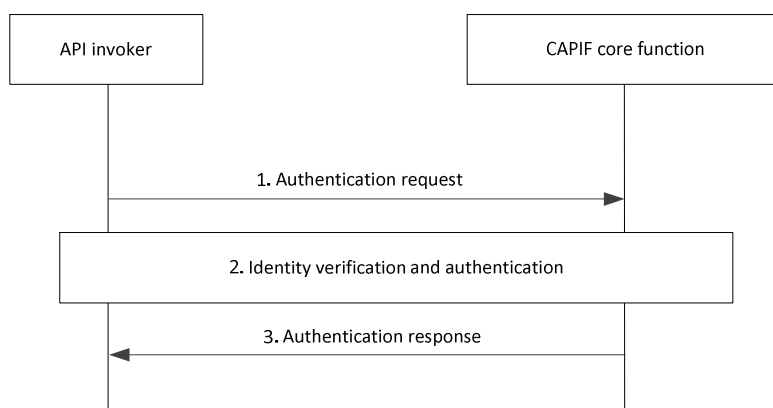 API invoker
CAPIF core function
1. Authentication request
2. Identity verification and authentication
3. Authentication response